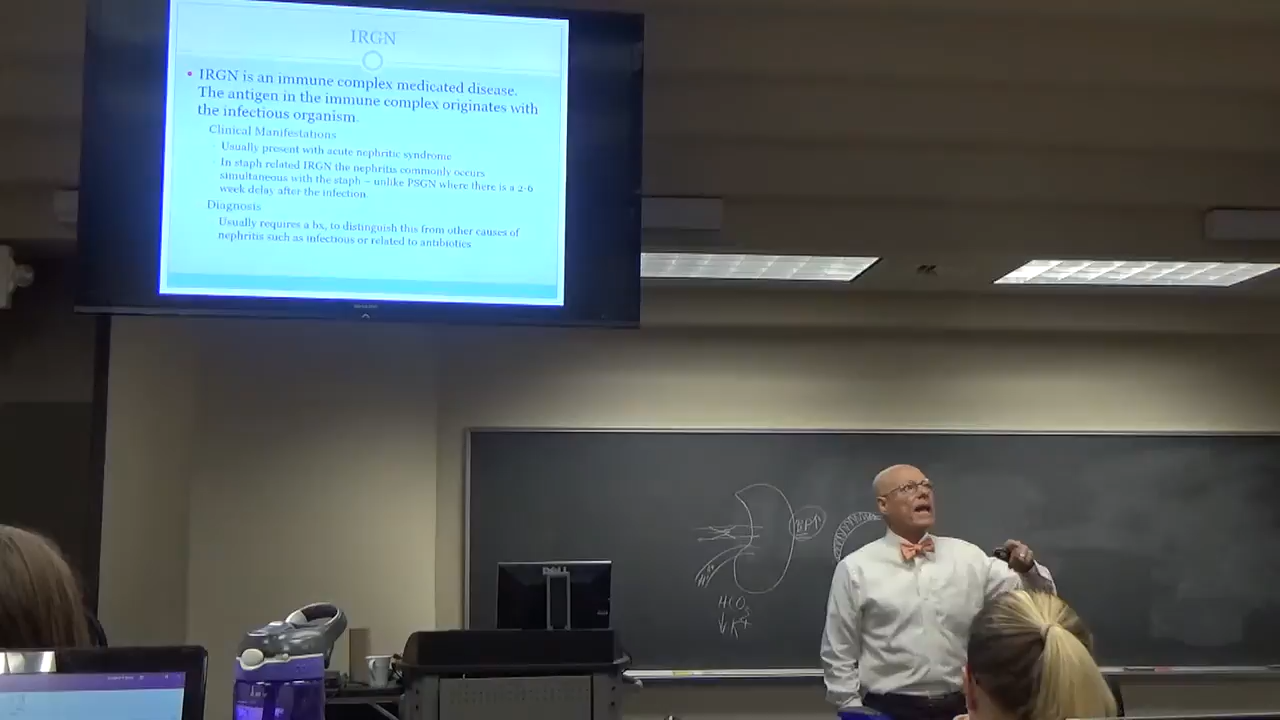 IRGN
• IRGN is an immune complex medicated disease.
The antigen in the immune complex originates with
the infectious organism.
Clinical Manifestations
Usually present with acute nephritic syndrome
In staph related IRGN the nephritis commonly occurs
simultaneous with the staph – unlike PSGN where there is a 2-6
week delay after the infection.
Diagnosis
Usually requires a bx, to distinguish this from other causes of
nephritis such as infectious or related to antibiotics
BP↑
HCO3
↓K+
DELL